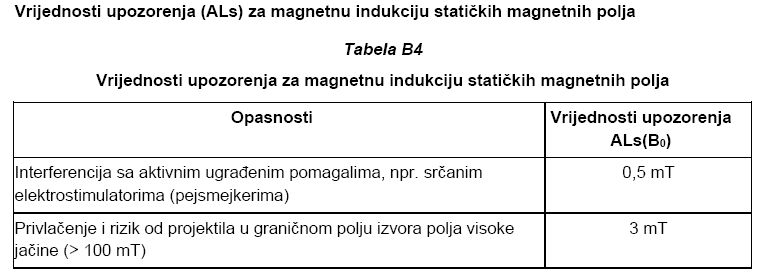 Vrijednosti upozorenja (ALs) za magnetnu indukciju statičkih magnetnih polja
Tabela B4
Vrijednosti upozorenja za magnetnu indukciju statičkih magnetnih polja
Opasnosti
Vrijednosti upozorenja
ALs(B₀)
Interferencija sa aktivnim ugrađenim pomagalima, npr. srčanim
elektrostimulatorima (pejsmejkerima)
0,5 mT
Privlačenje i rizik od projektila u graničnom polju izvora polja visoke
jačine (> 100 mT)
3 mT